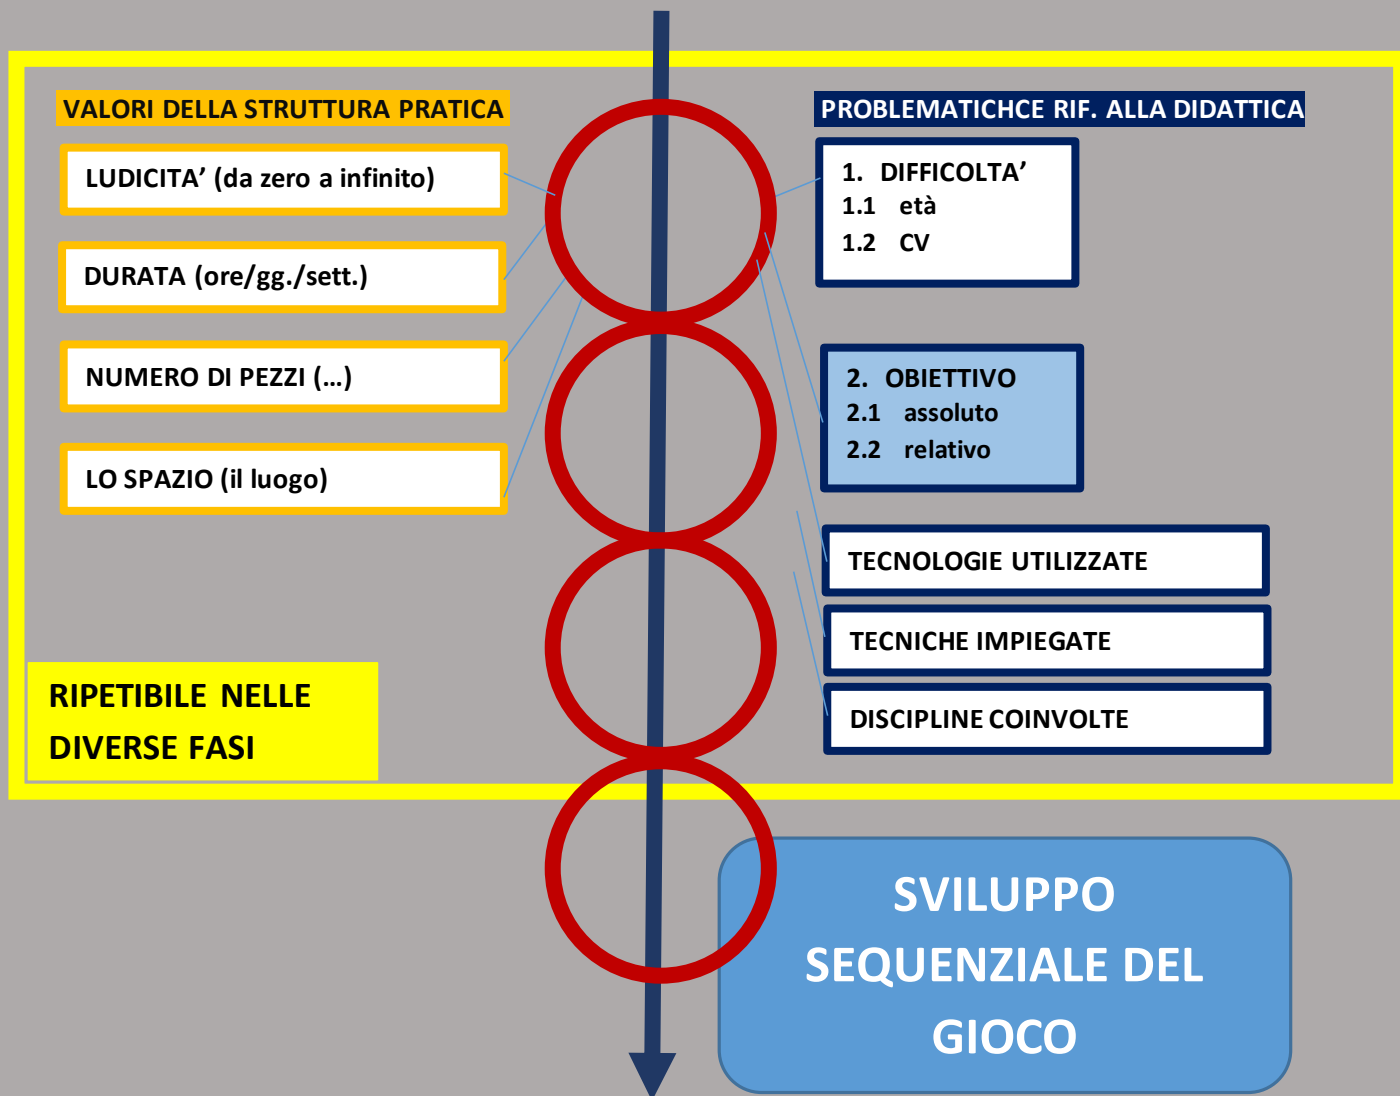 VALORI DELLA STRUTTURA PRATICA
LUDICITA’ (da zero a infinito)
DURATA (ore/gg./sett.)
NUMERO DI PEZZI (...)
LO SPAZIO (il luogo)
RIPETIBILE NELLE
DIVERSE FASI
PROBLEMATICHCE RIF. ALLA DIDATTICA
1. DIFFICOLTA’
1.1 età
1.2 CV
2. OBIETTIVO
2.1 assoluto
2.2 relativo
TECNOLOGIE UTILIZZATE
TECNICHE IMPIEGATE
DISCIPLINE COINVOLTE
SVILUPPO
SEQUENZIALE DEL
GIOCO